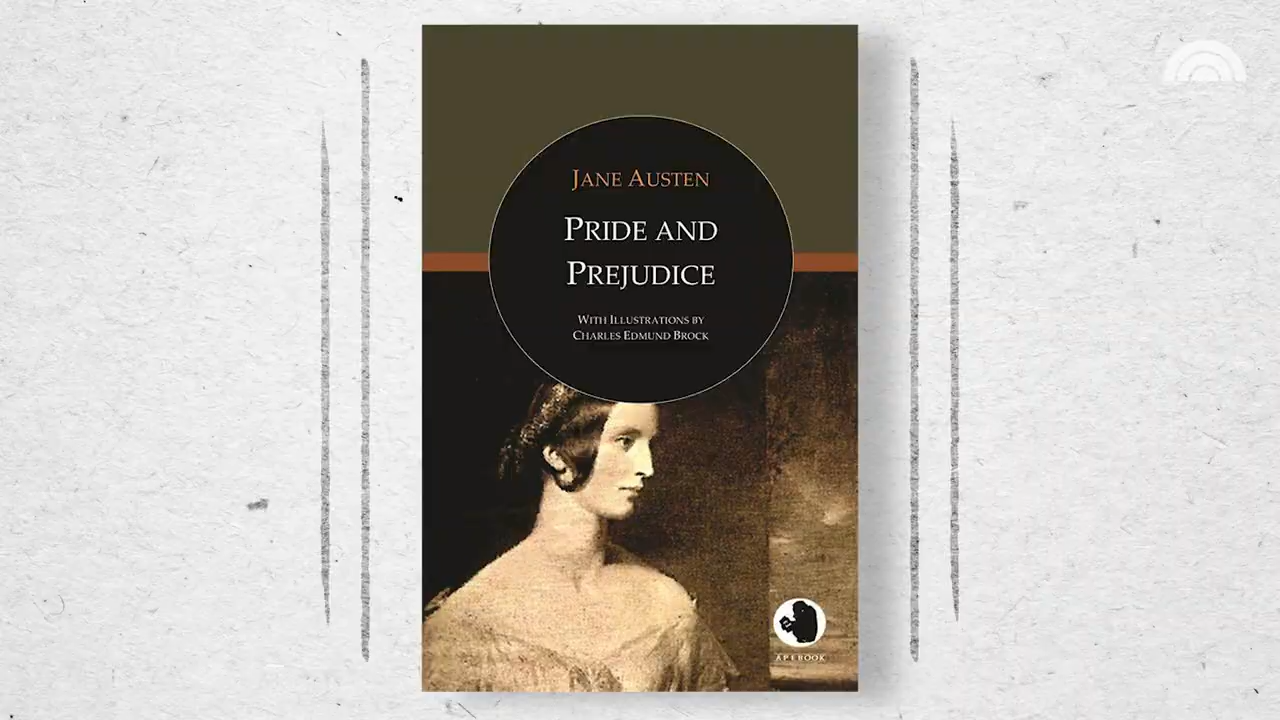 JANE AUSTEN
PRIDE AND
PREJUDICE
WITH ILLUSTRATIONS BY
CHARLES EDMUND BROCK
APEBOOK